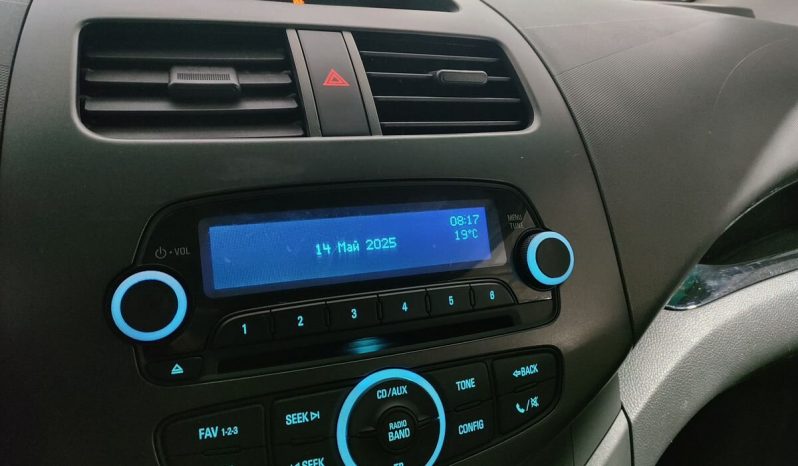 08:17
19°C
14 Май 2025
VOL
MENU
TUNE
1 2 3 4 5 6
CD/AUX
TONE
BACK
FAV 1-2-3
SEEK
RADIO
BAND
CONFIG
SEEK